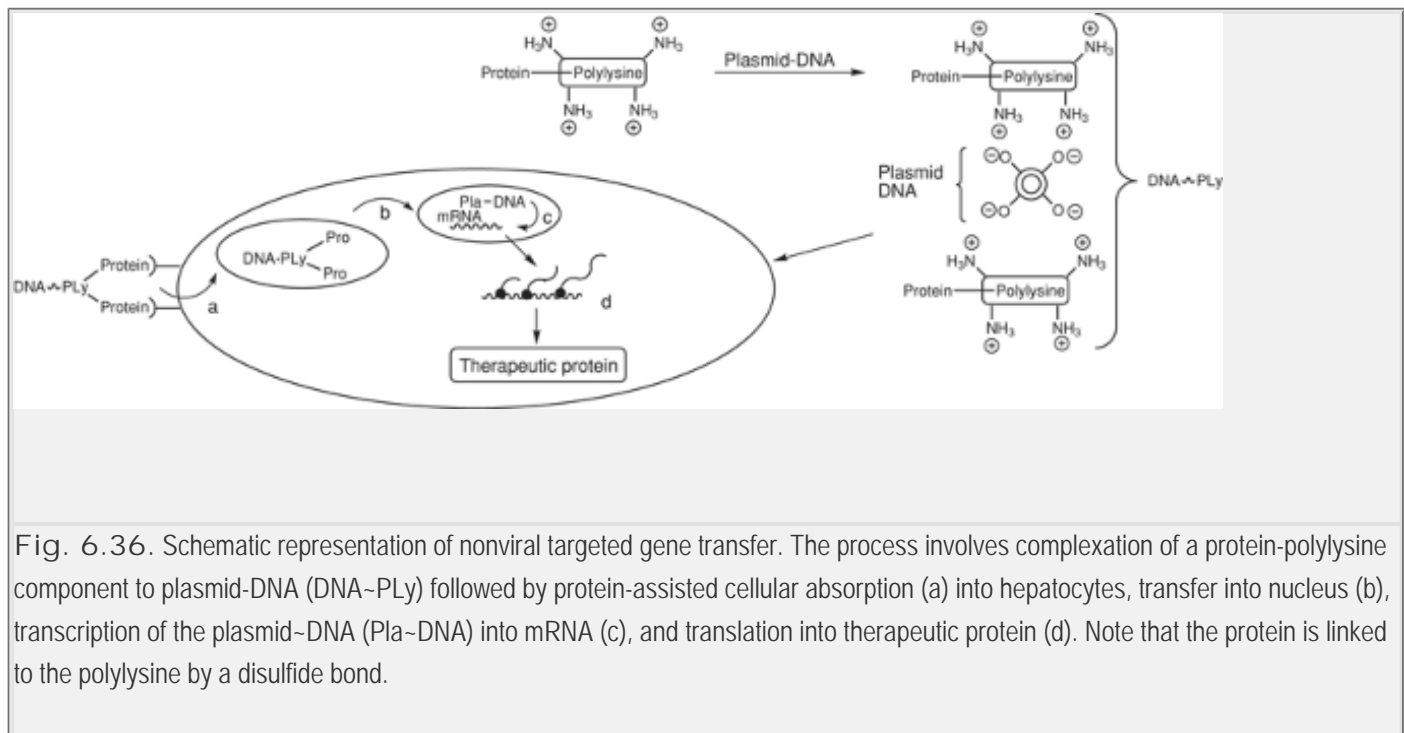 ⊕ ⊕
H₃N NH₃
Protein Polylysine
NH₃ NH₃
⊕ ⊕
Plasmid-DNA
⊕ ⊕
H₃N NH₃
Protein Polylysine
NH₃ NH₃
⊕ ⊕
Plasmid
DNA
⊖O O⊖
⊖O O⊖
DNA~PLy
⊕ ⊕
H₃N NH₃
Protein Polylysine
NH₃ NH₃
⊕ ⊕
DNA~PLy
Protein)
Protein)
a
DNA-PLy
Pro
Pro
b
Pla–DNA
mRNA
c
d
Therapeutic protein
Fig. 6.36. Schematic representation of nonviral targeted gene transfer. The process involves complexation of a protein-polylysine
component to plasmid-DNA (DNA~PLy) followed by protein-assisted cellular absorption (a) into hepatocytes, transfer into nucleus (b),
transcription of the plasmid~DNA (Pla~DNA) into mRNA (c), and translation into therapeutic protein (d). Note that the protein is linked
to the polylysine by a disulfide bond.